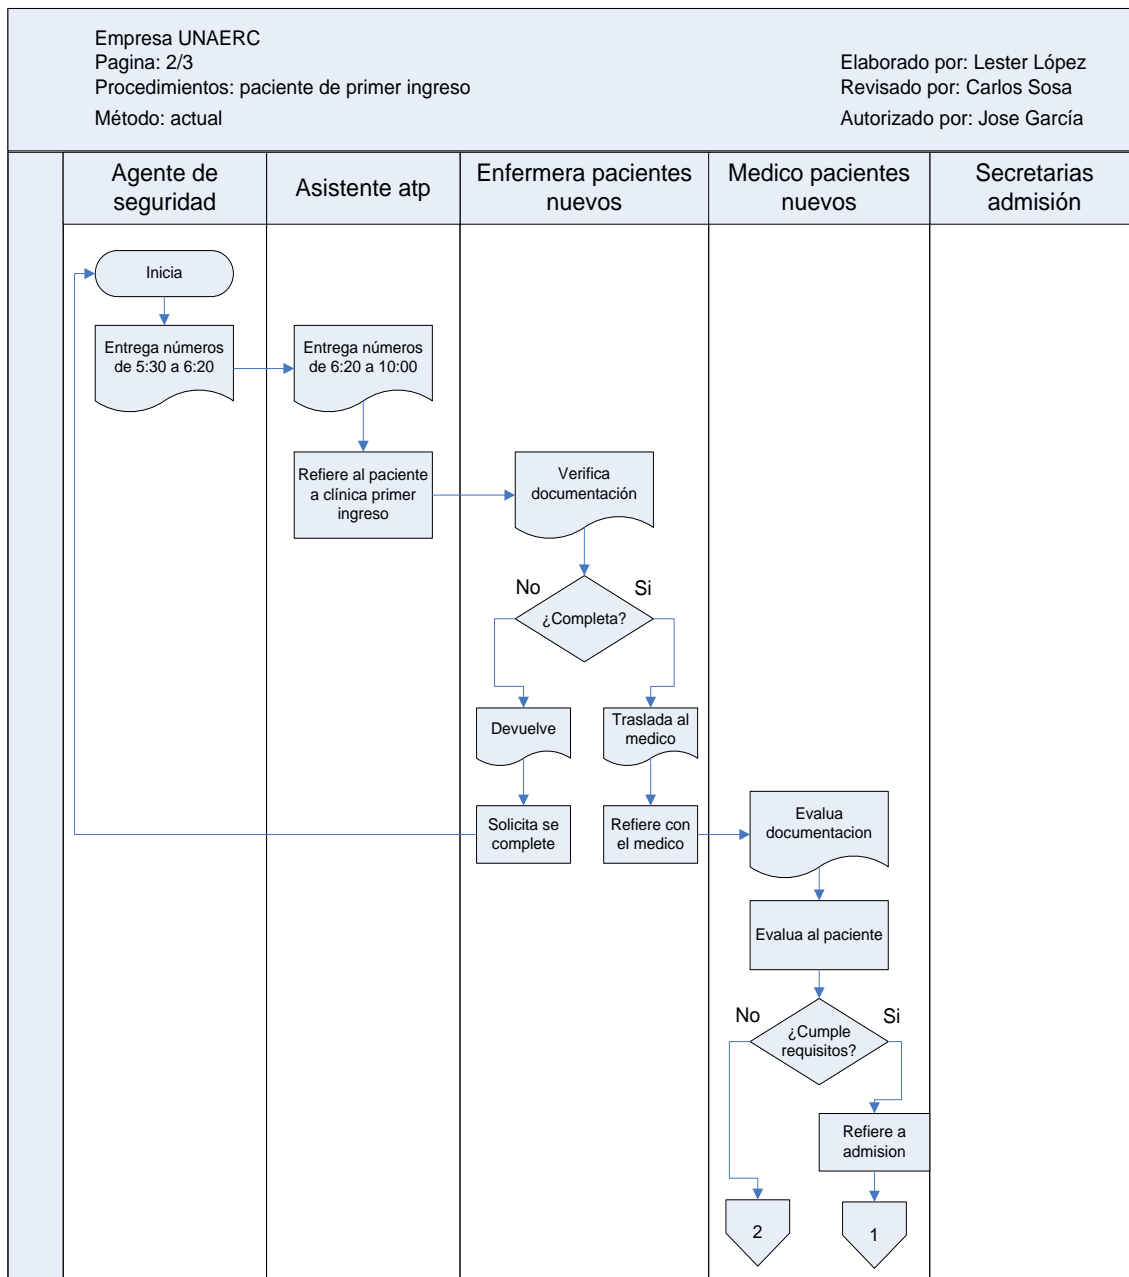 Empresa UNAERC
Pagina: 2/3
Procedimientos: paciente de primer ingreso
Método: actual
Elaborado por: Lester López
Revisado por: Carlos Sosa
Autorizado por: Jose García
Agente de
seguridad
Asistente atp
Enfermera pacientes
nuevos
Medico pacientes
nuevos
Secretarias
admisión
Inicia
Entrega números
de 5:30 a 6:20
Entrega números
de 6:20 a 10:00
Refiere al paciente
a clínica primer
ingreso
Verifica
documentación
No
Si
¿Completa?
Devuelve
Traslada al
medico
Solicita se
complete
Refiere con
el medico
Evalua
documentacion
Evalua al paciente
No
Si
¿Cumple
requisitos?
Refiere a
admision
2
1